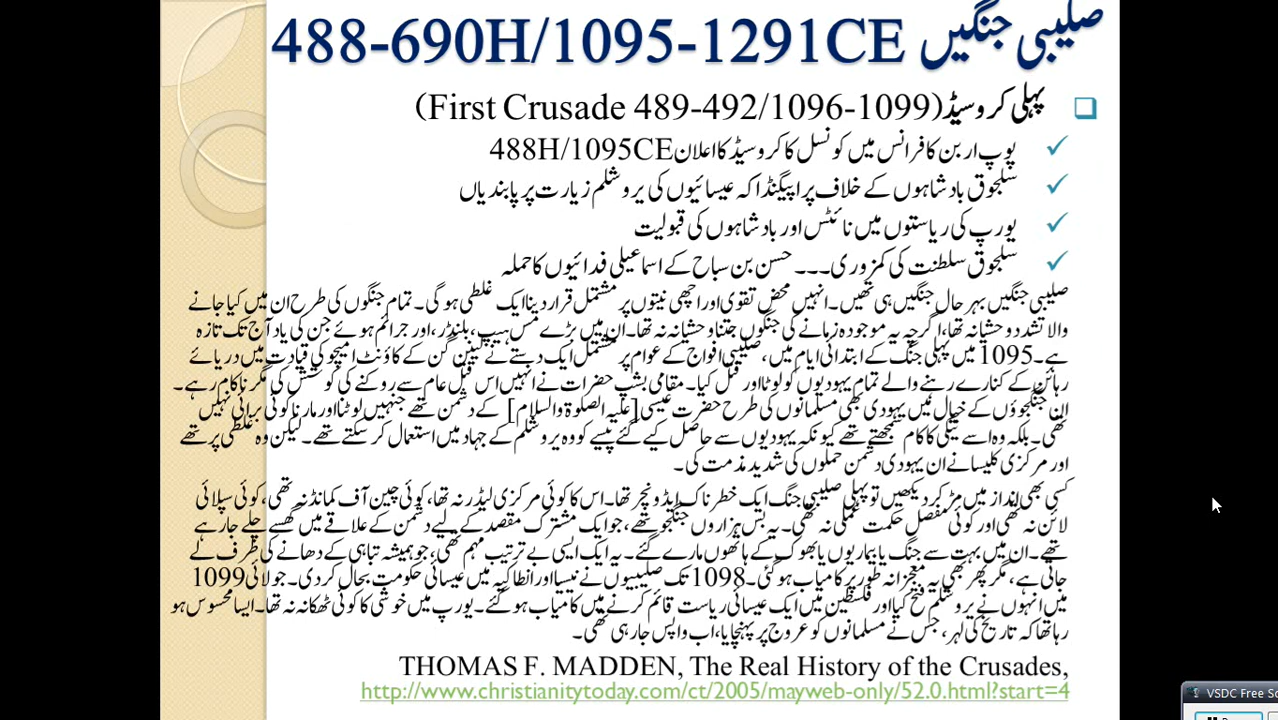 صلیبی جنگیں 488-690H/1095-1291CE
پہلی کروسیڈ (First Crusade 489-492/1096-1099)
پوپ اربن کا فرانس میں کونسل کا کروسیڈ کا اعلان 488H/1095CE
سلجوق بادشاہوں کے خلاف پراپیگنڈا کہ عیسائیوں کی یروشلم زیارت پر پابندیاں
یورپ کی ریاستوں میں نائٹس اور بادشاہوں کی قبولیت
سلجوق سلطنت کی کمزوری۔۔۔ حسن بن سباح کے اسماعیلی فدائیوں کا حملہ
صلیبی جنگیں بہر حال جنگیں ہی تھیں۔ انہیں محض تقوی اور اچھی نیتوں پر مشتمل قرار دینا ایک غلطی ہو گی۔ تمام جنگوں کی طرح ان میں کیا جانے
والا تشدد وحشیانہ تھا، اگرچہ یہ موجودہ زمانے کی جنگوں جتنا وحشیانہ نہ تھا۔ ان میں بڑے مس ہیپ، بلنڈر، اور جرائم ہوئے جن کی یاد آج تک تازہ
ہے۔ 1095 میں پہلی جنگ کے ابتدائی ایام میں، صلیبی افواج کے عوام پر مشتمل ایک دستے نے لیننگن کے کاؤنٹ امیچو کی قیادت میں دریائے
رہائن کے کنارے رہنے والے تمام یہودیوں کو لوٹا اور قتل کیا۔ مقامی بشپ حضرات نے انہیں اس قتل عام سے روکنے کی کوشش کی مگر ناکام رہے۔
ان جنگجوؤں کے خیال میں یہودی بھی مسلمانوں کی طرح حضرت عیسی [علیہ الصلوۃ والسلام] کے دشمن تھے جنہیں لوٹنا اور مارنا کوئی برائی نہیں
تھی۔ بلکہ وہ اسے نیکی کا کام سمجھتے تھے کیونکہ یہودیوں سے حاصل کیے گئے پیسے کو وہ یروشلم کے جہاد میں استعمال کر سکتے تھے۔ لیکن وہ غلطی پر تھے
اور مرکزی کلیسا نے ان یہودی دشمن حملوں کی شدید مذمت کی۔
کسی بھی انداز میں مڑ کر دیکھیں تو پہلی صلیبی جنگ ایک خطرناک ایڈونچر تھا۔ اس کا کوئی مرکزی لیڈر نہ تھا، کوئی چین آف کمانڈ نہ تھی، کوئی سپلائی
لائن نہ تھی اور کوئی مفصل حکمت عملی نہ تھی۔ یہ بس ہزاروں جنگجو تھے، جو ایک مشترک مقصد کے لیے دشمن کے علاقے میں گھسے چلے جا رہے
تھے۔ ان میں بہت سے جنگ یا بیماریوں یا بھوک کے ہاتھوں مارے گئے۔ یہ ایک ایسی بے ترتیب مہم تھی، جو ہمیشہ تباہی کے دھانے کی طرف لے
جاتی ہے، مگر پھر بھی یہ معجزانہ طور پر کامیاب ہو گئی۔ 1098 تک صلیبیوں نے نیسیا اور انطاکیہ میں عیسائی حکومت بحال کر دی۔ جولائی 1099
میں انہوں نے یروشلم فتح کیا اور فلسطین میں ایک عیسائی ریاست قائم کرنے میں کامیاب ہو گئے۔ یورپ میں خوشی کا کوئی ٹھکانہ نہ تھا۔ ایسا محسوس ہو
رہا تھا کہ تاریخ کی لہر، جس نے مسلمانوں کو عروج پر پہنچایا، اب واپس جا رہی تھی۔
THOMAS F. MADDEN, The Real History of the Crusades,
http://www.christianitytoday.com/ct/2005/mayweb-only/52.0.html?start=4
VSDC Free